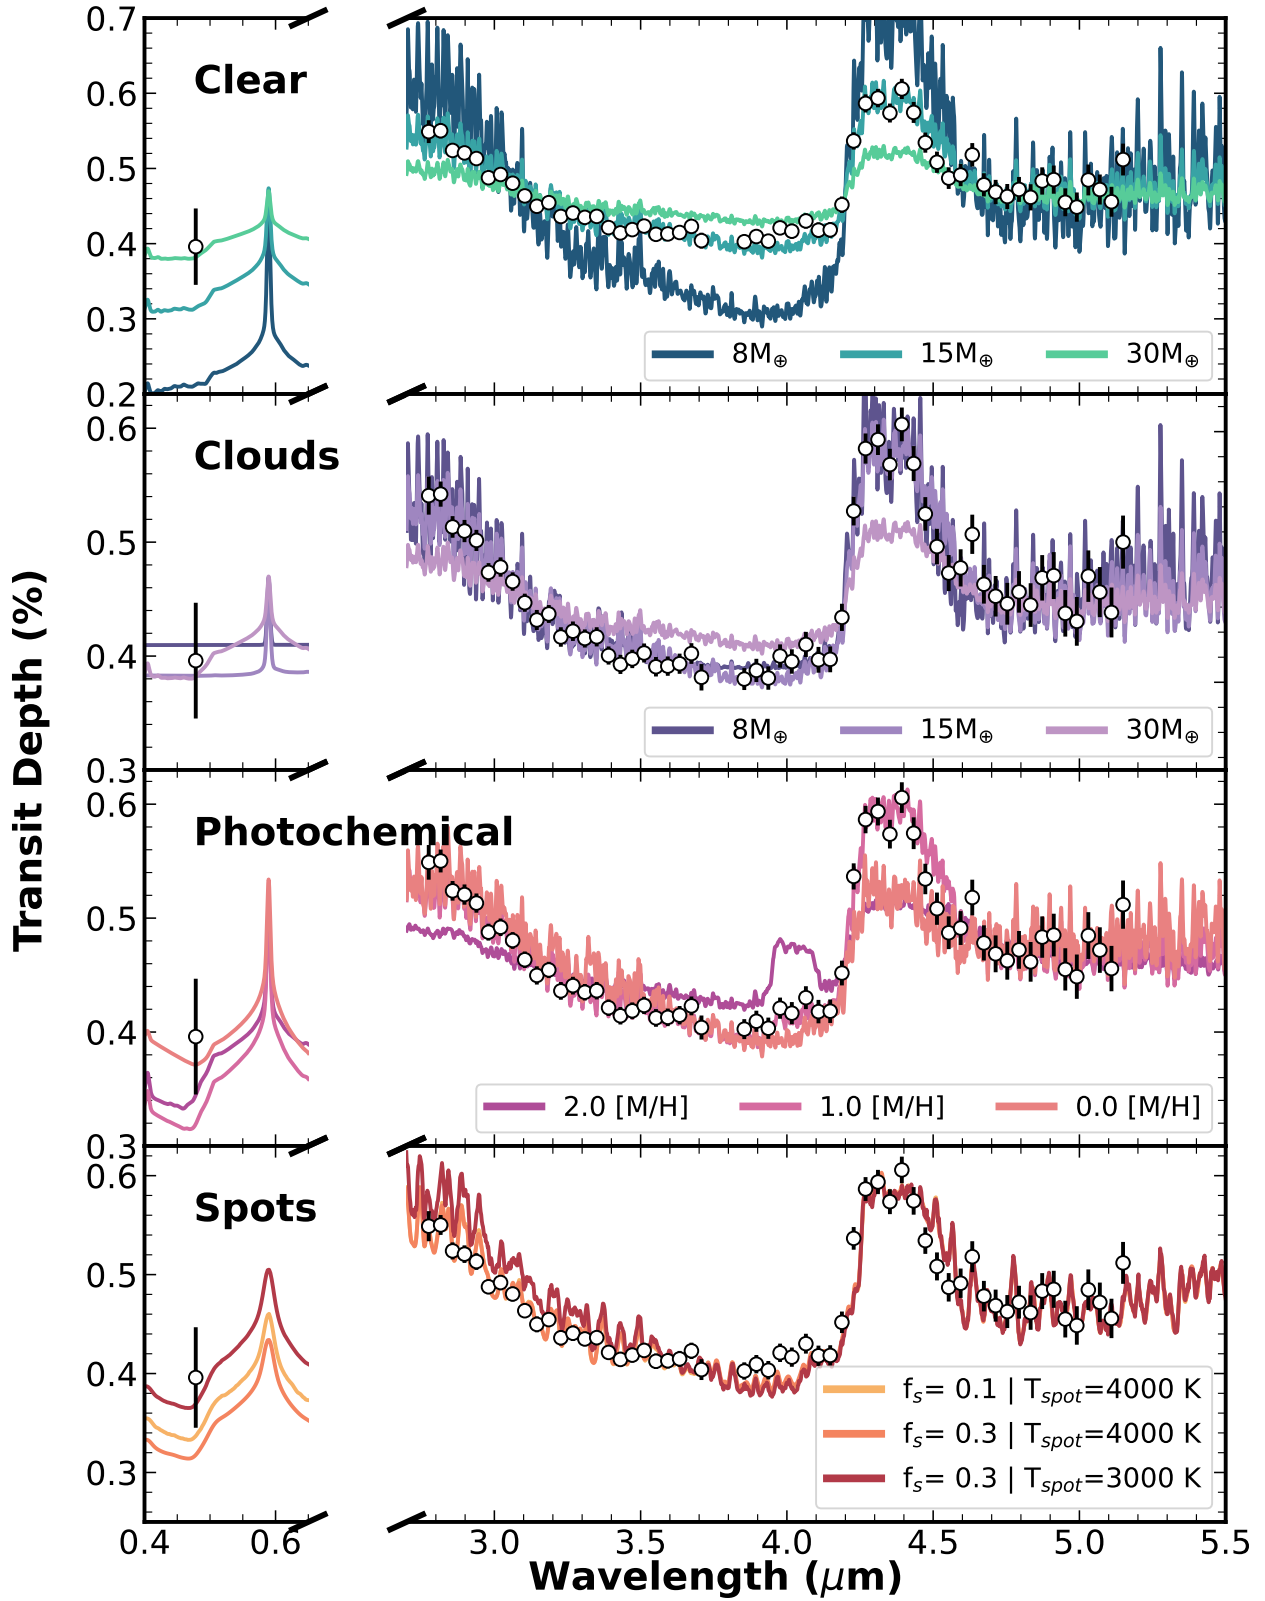 0.7
Clear
0.6
0.5
0.4
0.3
8M⊕ 15M⊕ 30M⊕
0.2
0.6
Clouds
0.5
0.4
8M⊕ 15M⊕ 30M⊕
0.3
0.6
Photochemical
0.5
0.4
2.0 [M/H] 1.0 [M/H] 0.0 [M/H]
0.3
0.6
Spots
0.5
0.4
fs= 0.1 | Tspot=4000 K
fs= 0.3 | Tspot=4000 K
0.3
fs= 0.3 | Tspot=3000 K
0.4 0.6 3.0 3.5 4.0 4.5 5.0 5.5
Wavelength (μm)
Transit Depth (%)